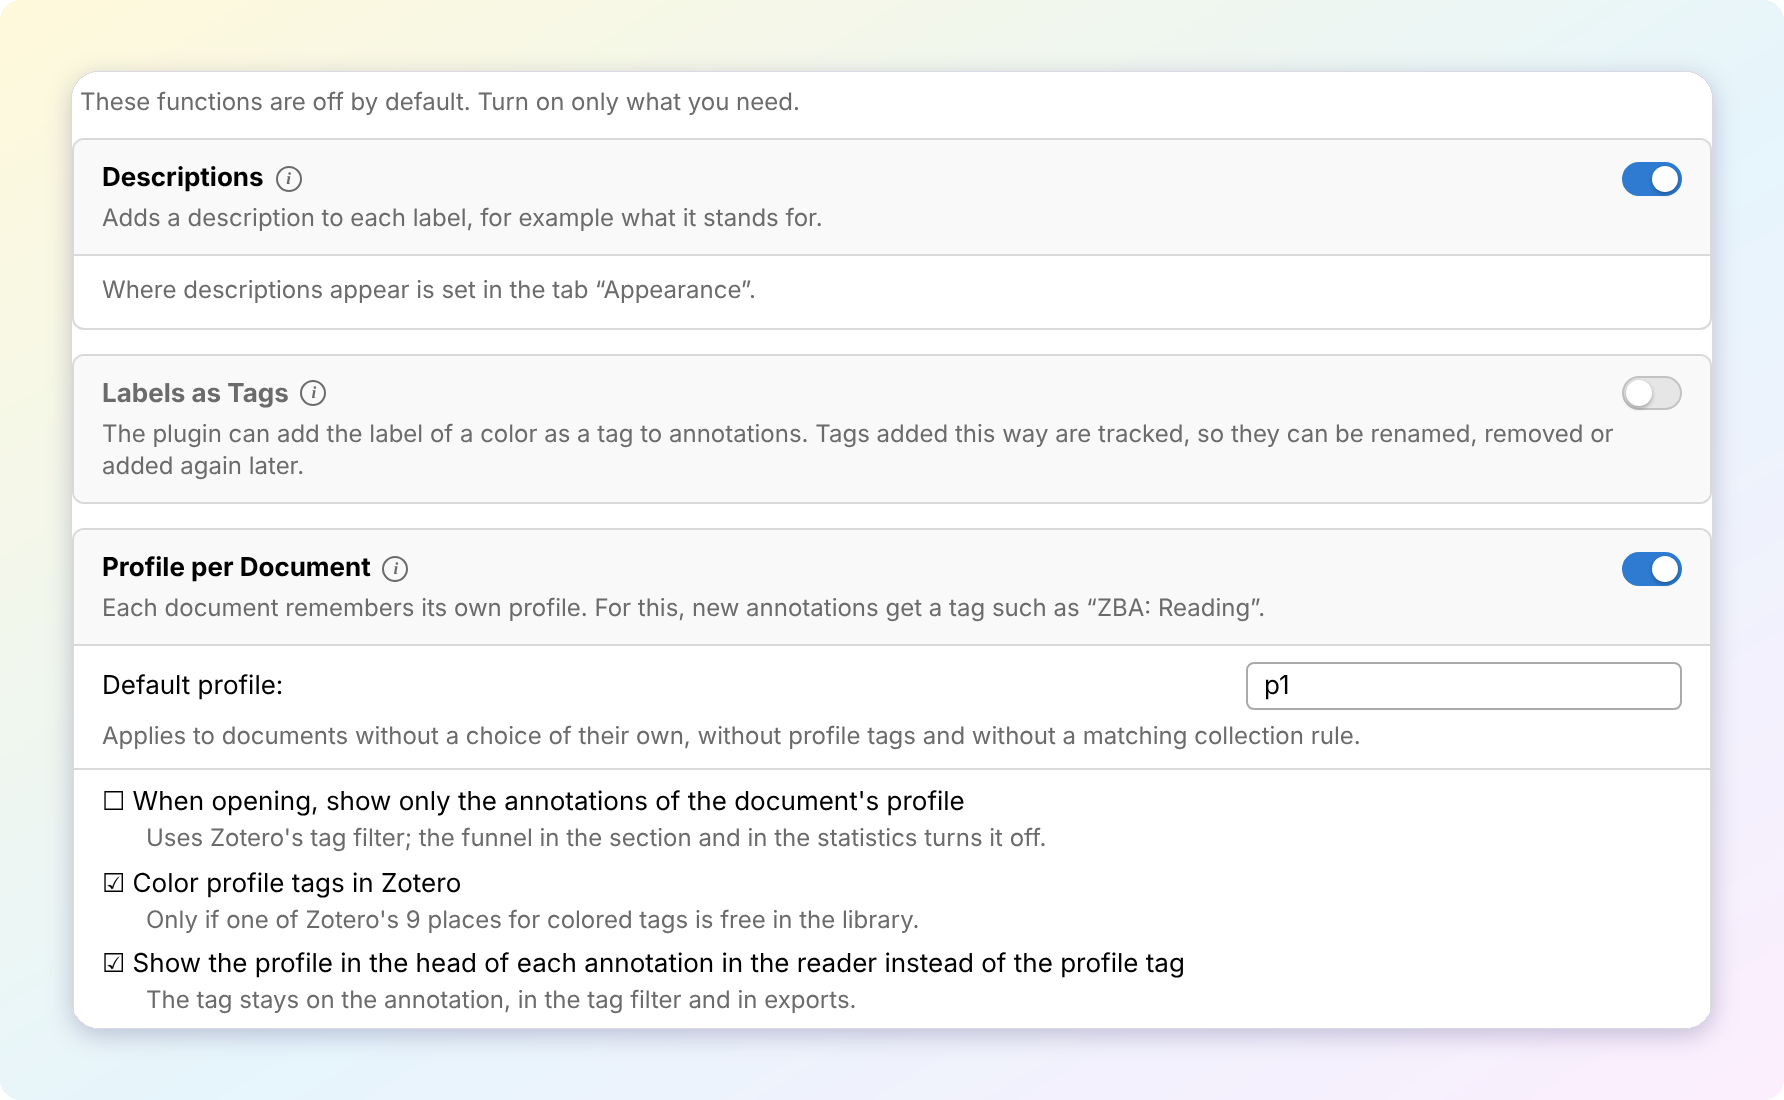 These functions are off by default. Turn on only what you need.
Descriptions
Adds a description to each label, for example what it stands for.
Where descriptions appear is set in the tab “Appearance”.
Labels as Tags
The plugin can add the label of a color as a tag to annotations. Tags added this way are tracked, so they can be renamed, removed or
added again later.
Profile per Document
Each document remembers its own profile. For this, new annotations get a tag such as “ZBA: Reading”.
Default profile:
p1
Applies to documents without a choice of their own, without profile tags and without a matching collection rule.
☐ When opening, show only the annotations of the document's profile
Uses Zotero's tag filter; the funnel in the section and in the statistics turns it off.
☑ Color profile tags in Zotero
Only if one of Zotero's 9 places for colored tags is free in the library.
☑ Show the profile in the head of each annotation in the reader instead of the profile tag
The tag stays on the annotation, in the tag filter and in exports.